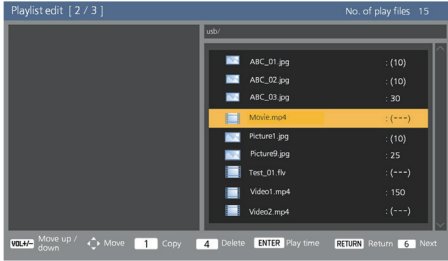 Playlist edit [ 2 / 3 ] No. of play files 15
usb/
ABC_01.jpg : (10)
ABC_02.jpg : (10)
ABC_03.jpg : 30
Movie.mp4 : (---)
Picture1.jpg : (10)
Picture9.jpg : 25
Test_01.flv : (---)
Video1.mp4 : 150
Video2.mp4 : (---)
VOL+/- Move up / down Move 1 Copy 4 Delete ENTER Play time RETURN Return 6 Next